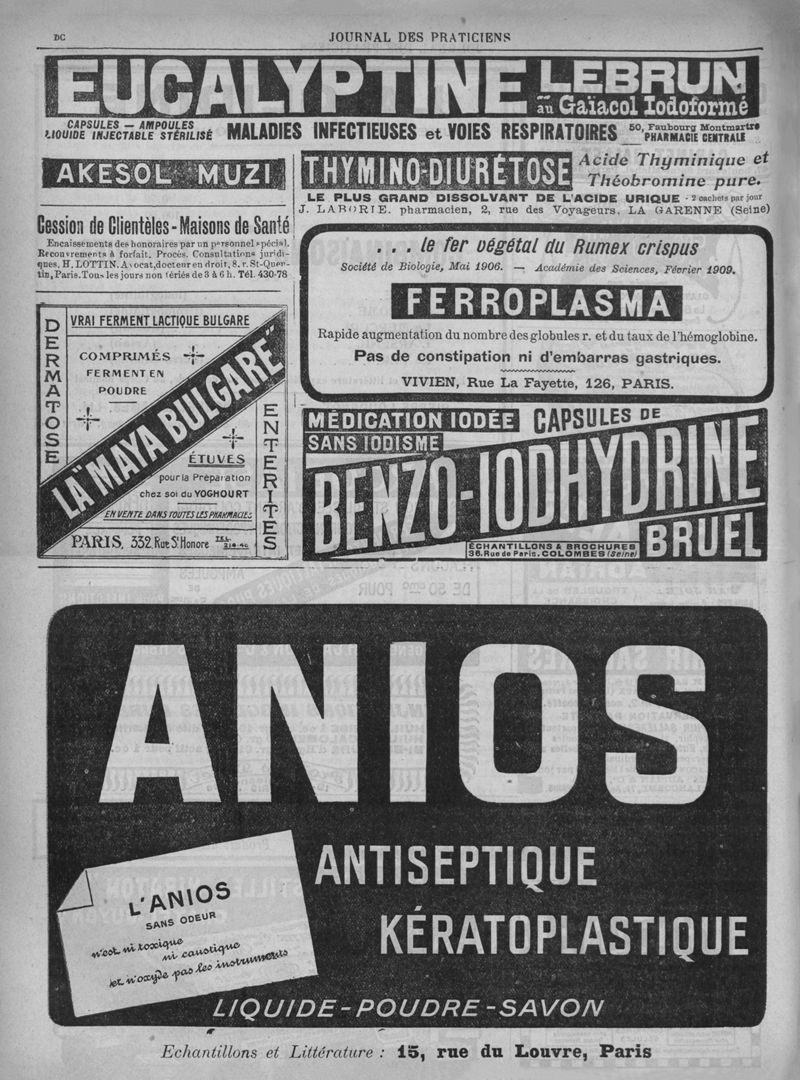 DC
JOURNAL DES PRATICIENS
EUCALYPTINE LEBRUN
au Gaïacol Iodoformé
CAPSULES — AMPOULES
LIQUIDE INJECTABLE STÉRILISÉ
MALADIES INFECTIEUSES et VOIES RESPIRATOIRES
50, Faubourg Montmartre
PHARMACIE CENTRALE
AKESOL MUZI
THYMINO-DIURÉTOSE
Acide Thyminique et
Théobromine pure.
LE PLUS GRAND DISSOLVANT DE L'ACIDE URIQUE - 2 cachets par jour
J. LABORIE. pharmacien, 2, rue des Voyageurs, LA GARENNE (Seine)
Cession de Clientèles - Maisons de Santé
Encaissements des honoraires par un personnel spécial.
Recouvrements à forfait. Procès. Consultations juridi-
ques. H. LOTTIN. Avocat, docteur en droit, 8. r. St-Quen-
tin, Paris. Tous les jours non fériés de 3 à 6 h. Tél. 430-78
. . . le fer végétal du Rumex crispus
Société de Biologie, Mai 1906. — Académie des Sciences, Février 1909.
FERROPLASMA
Rapide augmentation du nombre des globules r. et du taux de l'hémoglobine.
Pas de constipation ni d'embarras gastriques.
VIVIEN, Rue La Fayette, 126, PARIS.
DERMATOSE
VRAI FERMENT LACTIQUE BULGARE
COMPRIMÉS
FERMENT EN
POUDRE
LA "MAYA BULGARE"
ENTERITES
ÉTUVES
pour la Préparation
chez soi du YOGHOURT
EN VENTE DANS TOUTES LES PHARMACIES
PARIS, 332, Rue St Honore
MÉDICATION IODÉE
SANS IODISME
CAPSULES DE
BENZO-IODHYDRINE
BRUEL
ÉCHANTILLONS & BROCHURES
36, Rue de Paris. COLOMBES (Seine)
ANIOS
ANTISEPTIQUE
KÉRATOPLASTIQUE
L'ANIOS
SANS ODEUR
n'est ni toxique
ni caustique
et n'oxyde pas les instruments
LIQUIDE-POUDRE-SAVON
Echantillons et Littérature : 15, rue du Louvre, Paris